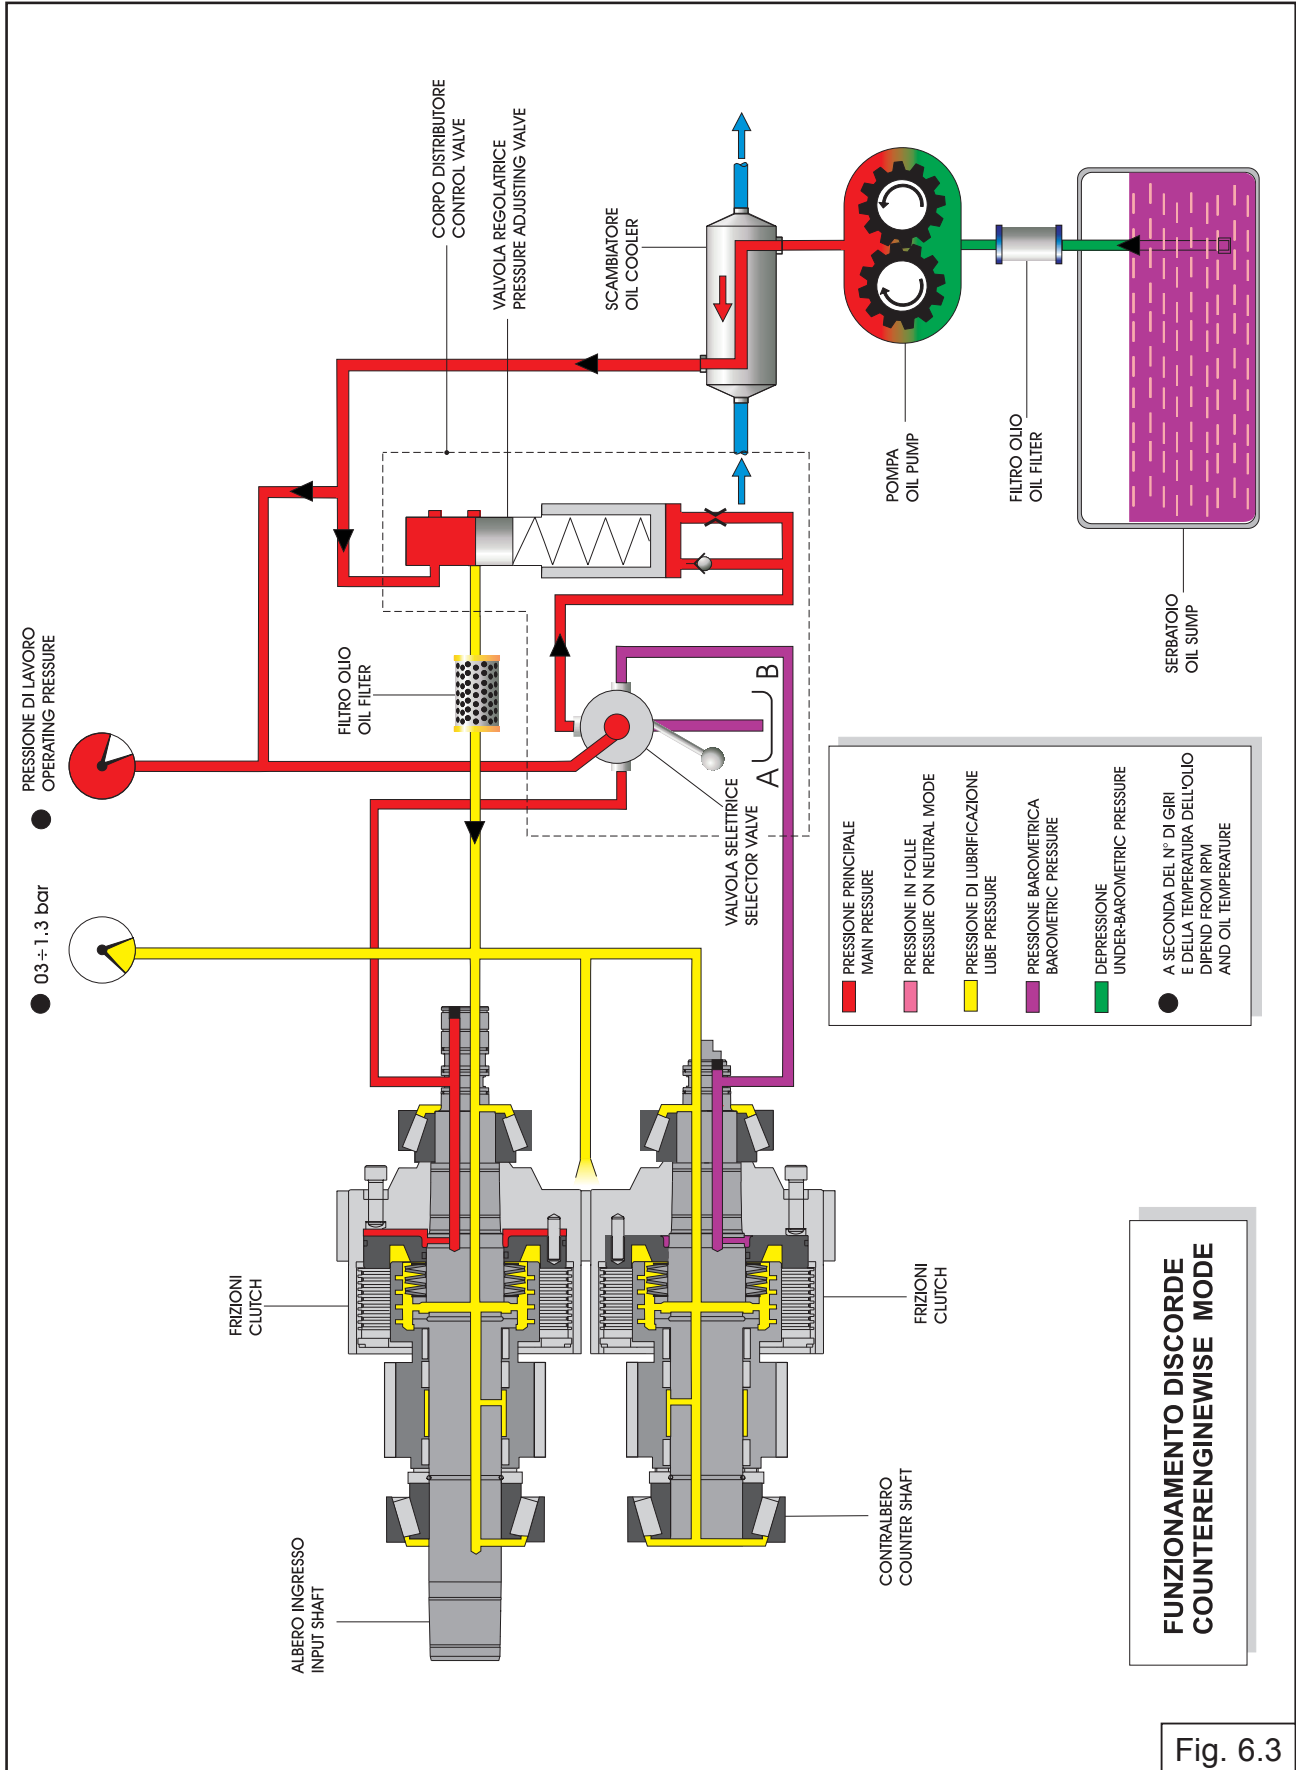 PRESSIONE DI LAVORO
OPERATING PRESSURE
03 ÷ 1.3 bar
CORPO DISTRIBUTORE
CONTROL VALVE
VALVOLA REGOLATRICE
PRESSURE ADJUSTING VALVE
SCAMBIATORE
OIL COOLER
POMPA
OIL PUMP
FILTRO OLIO
OIL FILTER
SERBATOIO
OIL SUMP
FILTRO OLIO
OIL FILTER
VALVOLA SELETTRICE
SELECTOR VALVE
A
B
FRIZIONI
CLUTCH
FRIZIONI
CLUTCH
ALBERO INGRESSO
INPUT SHAFT
CONTRALBERO
COUNTER SHAFT
PRESSIONE PRINCIPALE
MAIN PRESSURE
PRESSIONE IN FOLLE
PRESSURE ON NEUTRAL MODE
PRESSIONE DI LUBRIFICAZIONE
LUBE PRESSURE
PRESSIONE BAROMETRICA
BAROMETRIC PRESSURE
DEPRESSIONE
UNDER-BAROMETRIC PRESSURE
A SECONDA DEL N° DI GIRI
E DELLA TEMPERATURA DELL'OLIO
DIPEND FROM RPM
AND OIL TEMPERATURE
FUNZIONAMENTO DISCORDE
COUNTERENGINEWISE MODE
Fig. 6.3